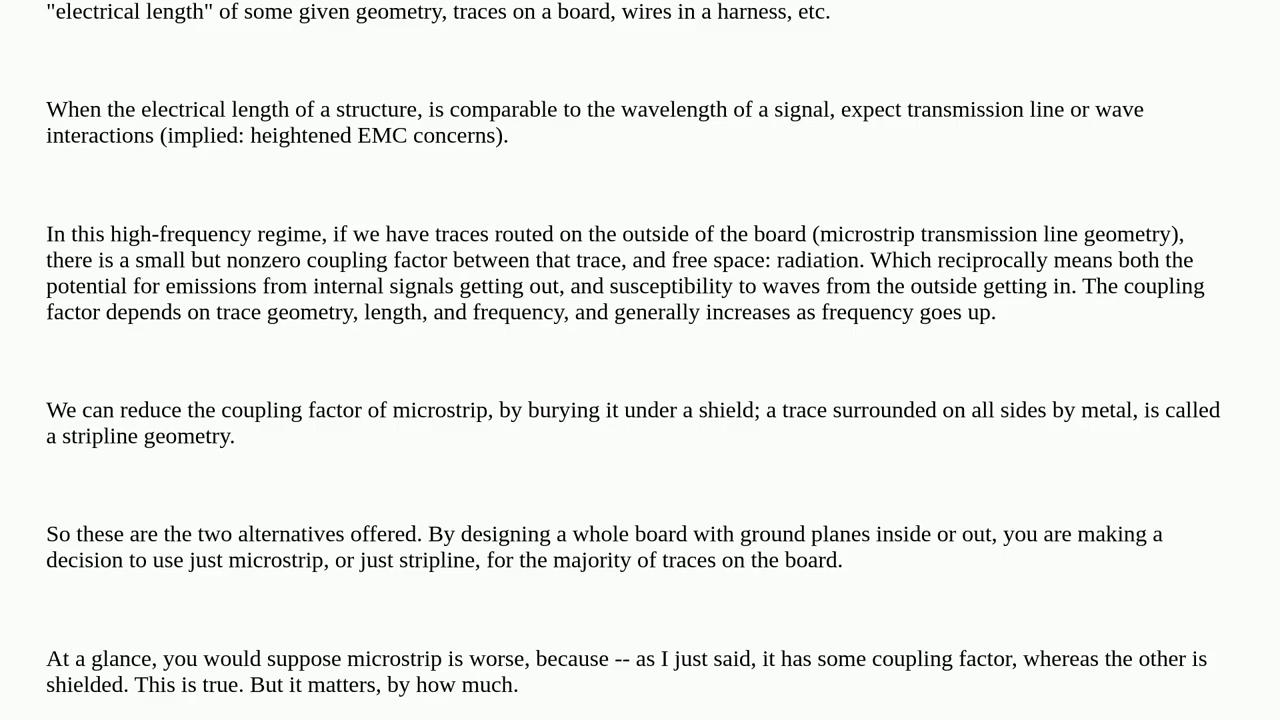 "electrical length" of some given geometry, traces on a board, wires in a harness, etc.
When the electrical length of a structure, is comparable to the wavelength of a signal, expect transmission line or wave
interactions (implied: heightened EMC concerns).
In this high-frequency regime, if we have traces routed on the outside of the board (microstrip transmission line geometry),
there is a small but nonzero coupling factor between that trace, and free space: radiation. Which reciprocally means both the
potential for emissions from internal signals getting out, and susceptibility to waves from the outside getting in. The coupling
factor depends on trace geometry, length, and frequency, and generally increases as frequency goes up.
We can reduce the coupling factor of microstrip, by burying it under a shield; a trace surrounded on all sides by metal, is called
a stripline geometry.
So these are the two alternatives offered. By designing a whole board with ground planes inside or out, you are making a
decision to use just microstrip, or just stripline, for the majority of traces on the board.
At a glance, you would suppose microstrip is worse, because -- as I just said, it has some coupling factor, whereas the other is
shielded. This is true. But it matters, by how much.